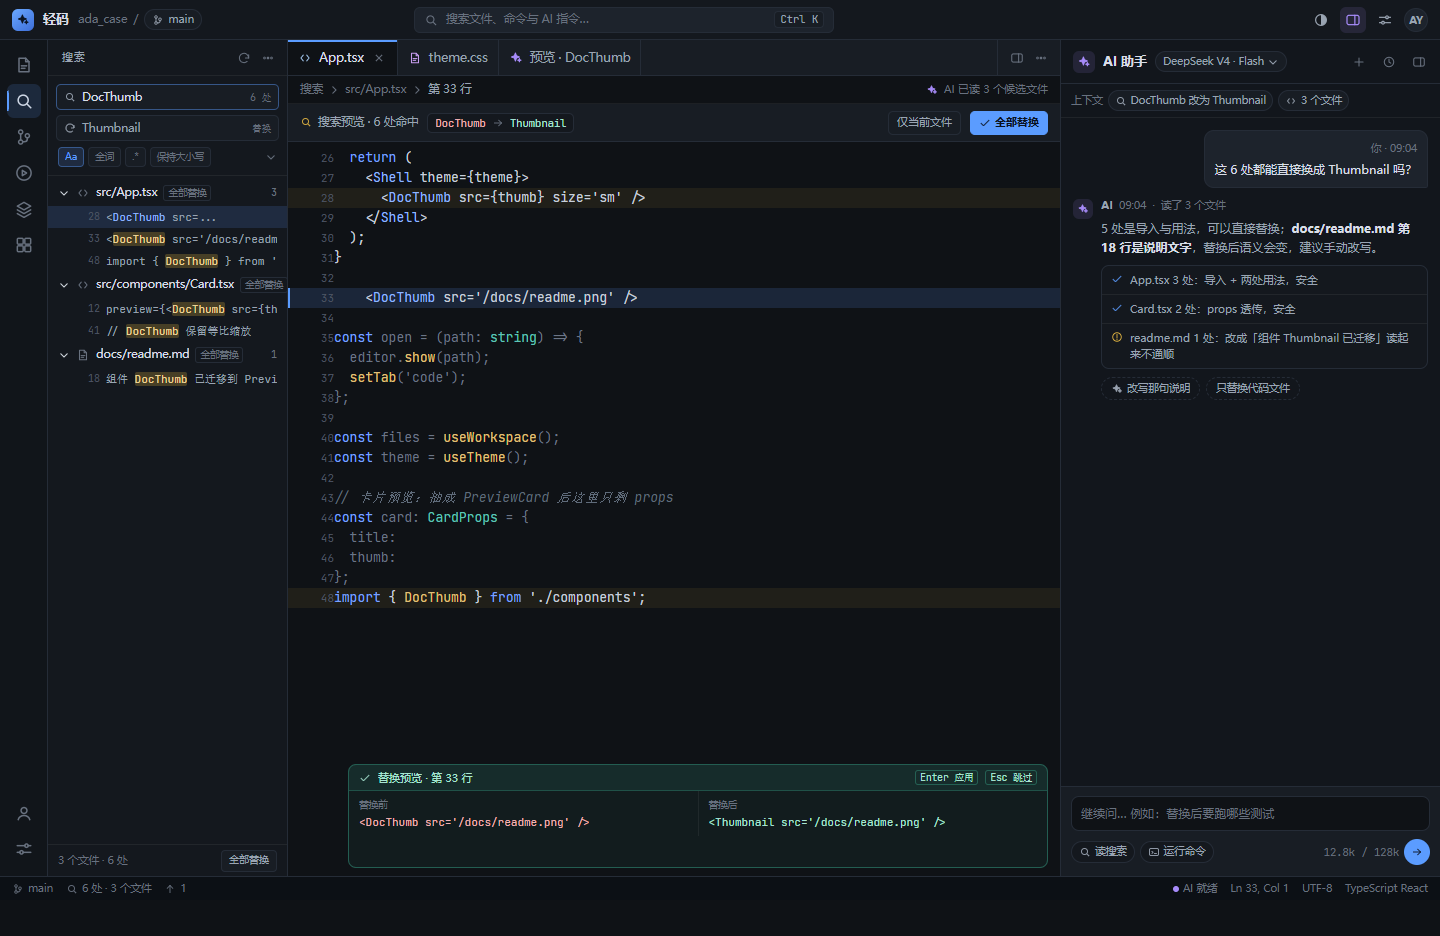 轻码 ada_case / main 搜索文件、命令与 AI 指令... Ctrl K AY
搜索
DocThumb 6 处
Thumbnail 替换
Aa 全词 .* 保持大小写
src/App.tsx 全部替换 3
28 <DocThumb src=...
33 <DocThumb src='/docs/readm
48 import { DocThumb } from '
src/components/Card.tsx 全部替换
12 preview={<DocThumb src={th
41 // DocThumb 保留等比缩放
docs/readme.md 全部替换 1
18 组件 DocThumb 已迁移到 Previ
3 个文件 · 6 处 全部替换
App.tsx theme.css 预览 · DocThumb
搜索 src/App.tsx 第 33 行 AI 已读 3 个候选文件
搜索预览 · 6 处命中 DocThumb → Thumbnail 仅当前文件 全部替换
26 return (
27 <Shell theme={theme}>
28 <DocThumb src={thumb} size='sm' />
29 </Shell>
30 );
31 }
32
33 <DocThumb src='/docs/readme.png' />
34
35 const open = (path: string) => {
36 editor.show(path);
37 setTab('code');
38 };
39
40 const files = useWorkspace();
41 const theme = useTheme();
42
43 // 卡片预览：抽成 PreviewCard 后这里只剩 props
44 const card: CardProps = {
45 title:
46 thumb:
47 };
48 import { DocThumb } from './components';
替换预览 · 第 33 行 Enter 应用 Esc 跳过
替换前 替换后
<DocThumb src='/docs/readme.png' /> <Thumbnail src='/docs/readme.png' />
AI 助手 DeepSeek V4 · Flash
上下文 DocThumb 改为 Thumbnail 3 个文件
你 · 09:04
这 6 处都能直接换成 Thumbnail 吗?
AI 09:04 · 读了 3 个文件
5 处是导入与用法，可以直接替换；docs/readme.md 第
18 行是说明文字，替换后语义会变，建议手动改写。
App.tsx 3 处：导入 + 两处用法，安全
Card.tsx 2 处：props 透传，安全
readme.md 1 处：改成「组件 Thumbnail 已迁移」读起
来不通顺
改写那句说明 只替换代码文件
继续问... 例如：替换后要跑哪些测试
读搜索 运行命令 12.8k / 128k
main 6 处 · 3 个文件 1 AI 就绪 Ln 33, Col 1 UTF-8 TypeScript React